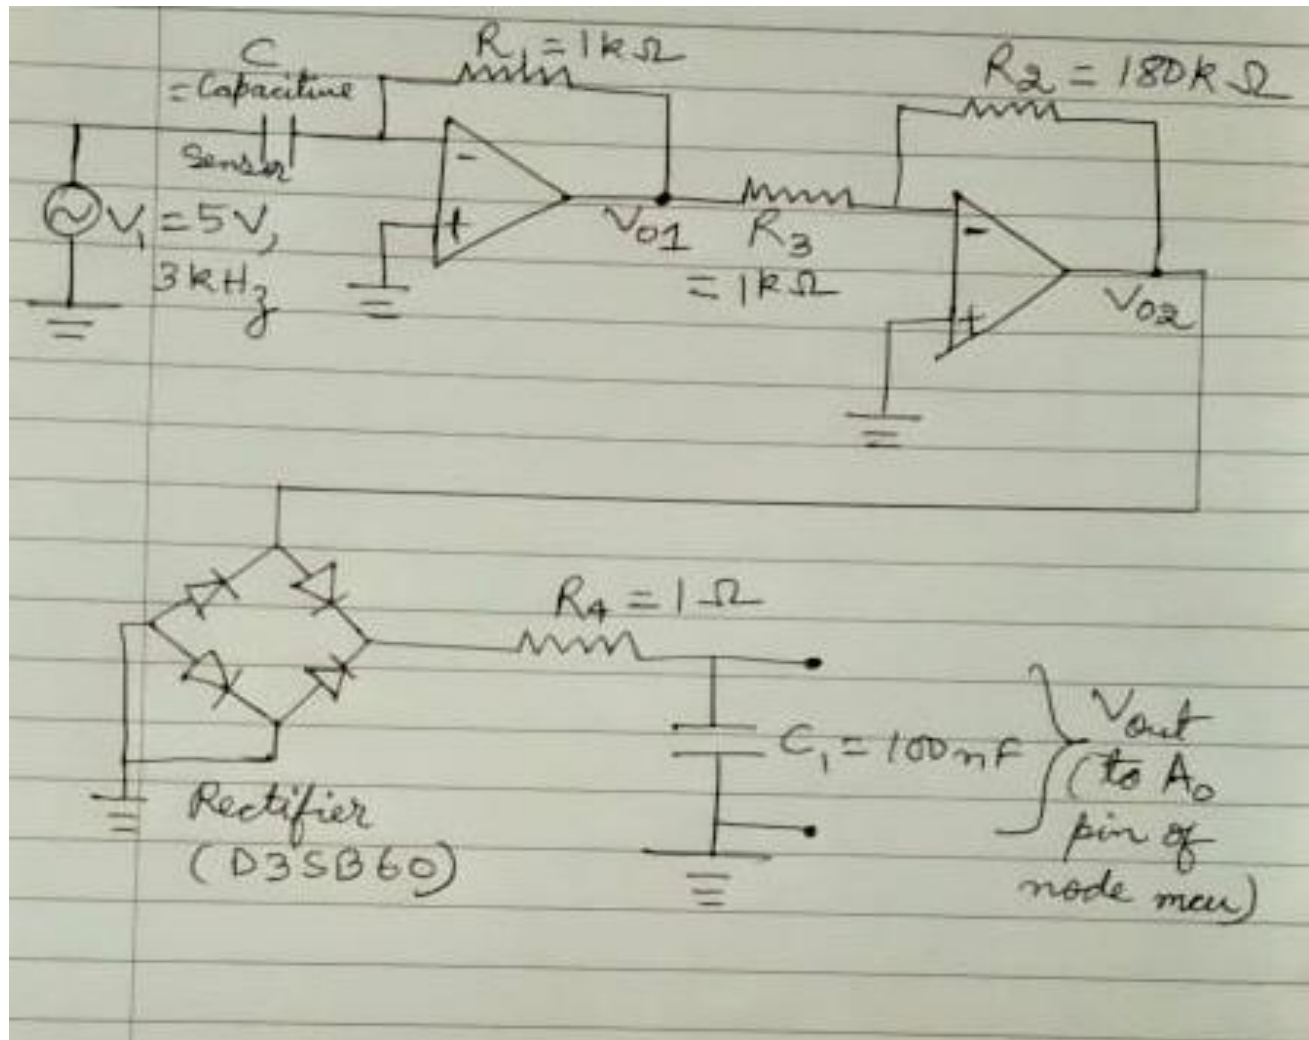 C
= Capacitive
Sensor
R1 = 1kΩ
R2 = 180kΩ
-
+
V1 = 5V,
3kHz
VO1
R3
= 1kΩ
-
+
VO2
R4 = 1Ω
C1 = 100nF
Vout
(to A0
pin of
node mcu)
Rectifier
(D3SB60)